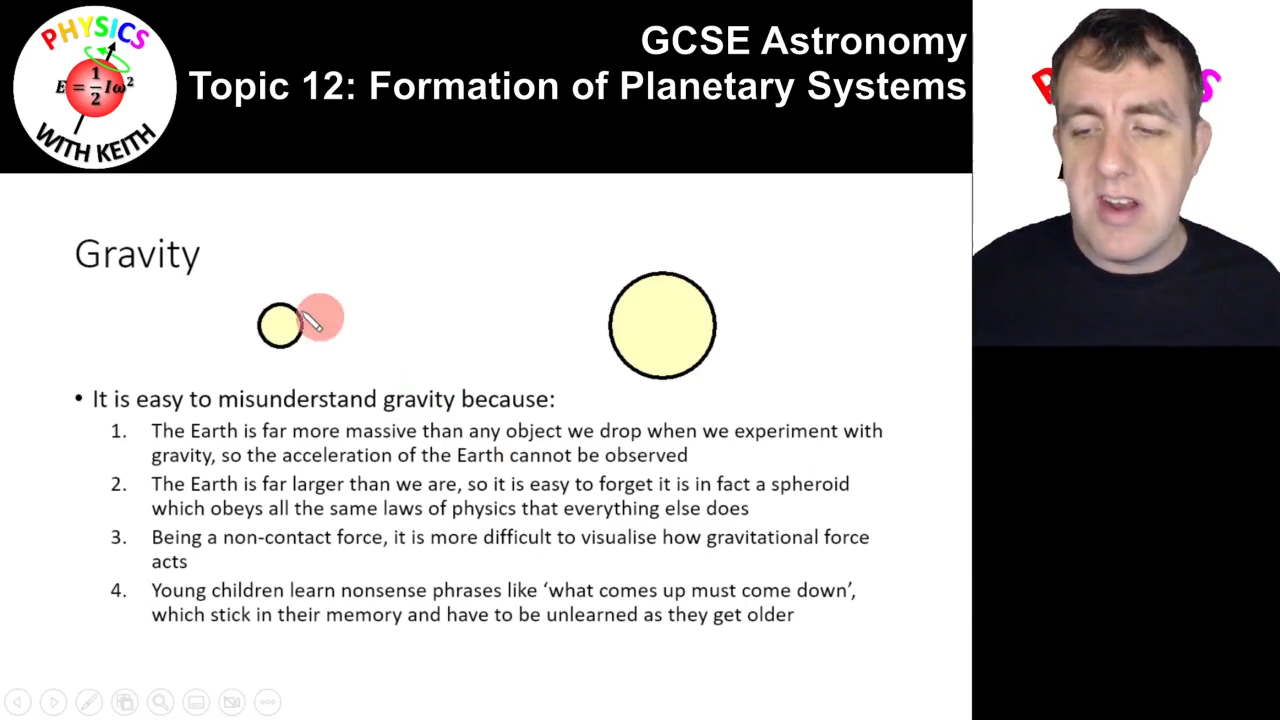 PHYSICS
E = 1/2 Iω²
WITH KEITH
GCSE Astronomy
Topic 12: Formation of Planetary Systems
P S
Gravity
• It is easy to misunderstand gravity because:
1. The Earth is far more massive than any object we drop when we experiment with
gravity, so the acceleration of the Earth cannot be observed
2. The Earth is far larger than we are, so it is easy to forget it is in fact a spheroid
which obeys all the same laws of physics that everything else does
3. Being a non-contact force, it is more difficult to visualise how gravitational force
acts
4. Young children learn nonsense phrases like ‘what comes up must come down’,
which stick in their memory and have to be unlearned as they get older